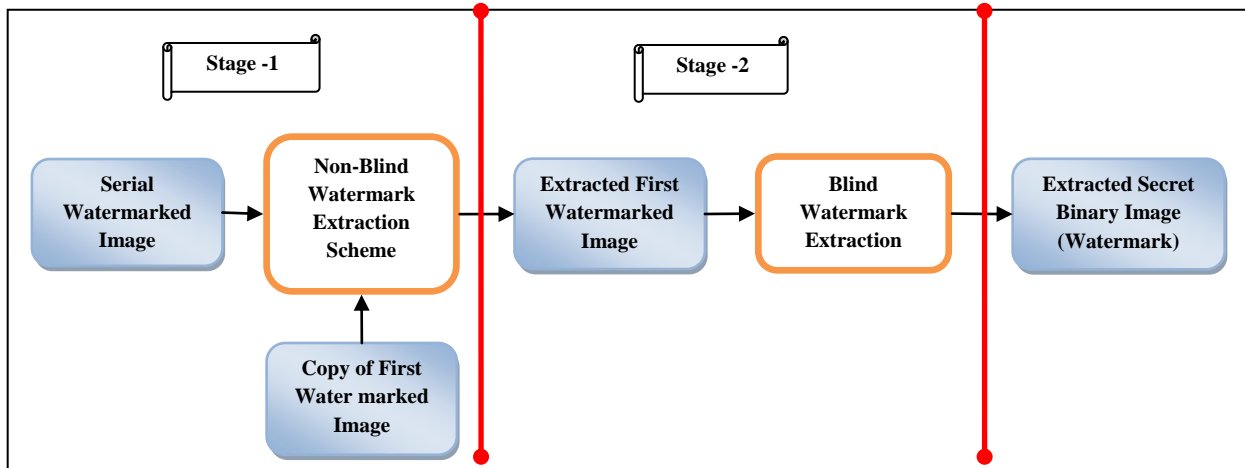 Stage -1
Stage -2
Serial
Watermarked
Image
Non-Blind
Watermark
Extraction
Scheme
Extracted First
Watermarked
Image
Blind
Watermark
Extraction
Extracted Secret
Binary Image
(Watermark)
Copy of First
Water marked
Image